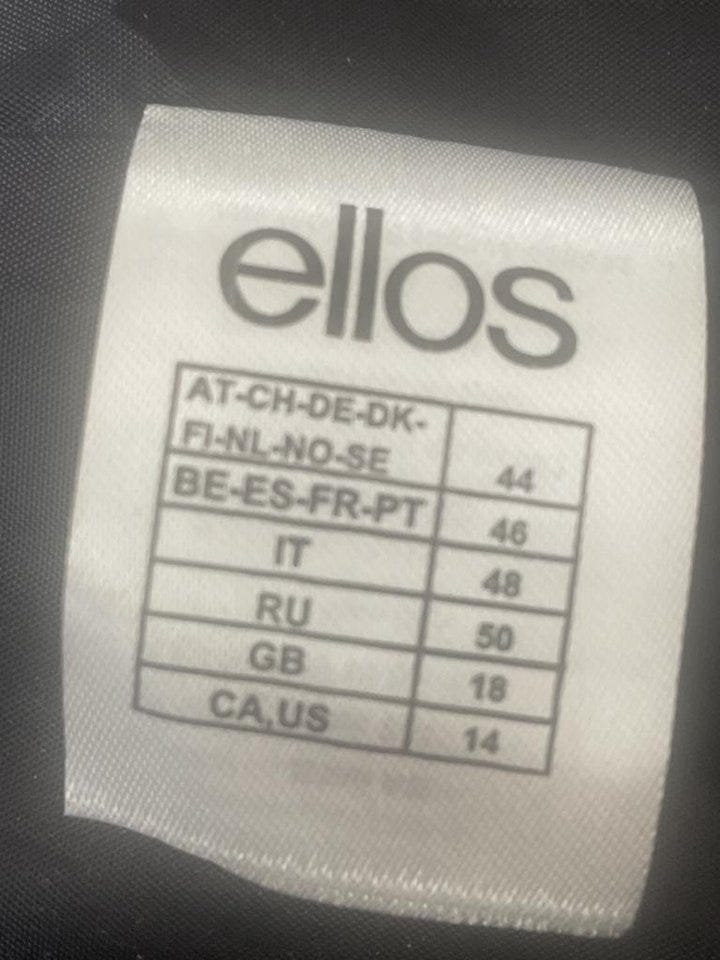 ellos
AT-CH-DE-DK-
FI-NL-NO-SE 44
BE-ES-FR-PT 46
IT 48
RU 50
GB 18
CA,US 14